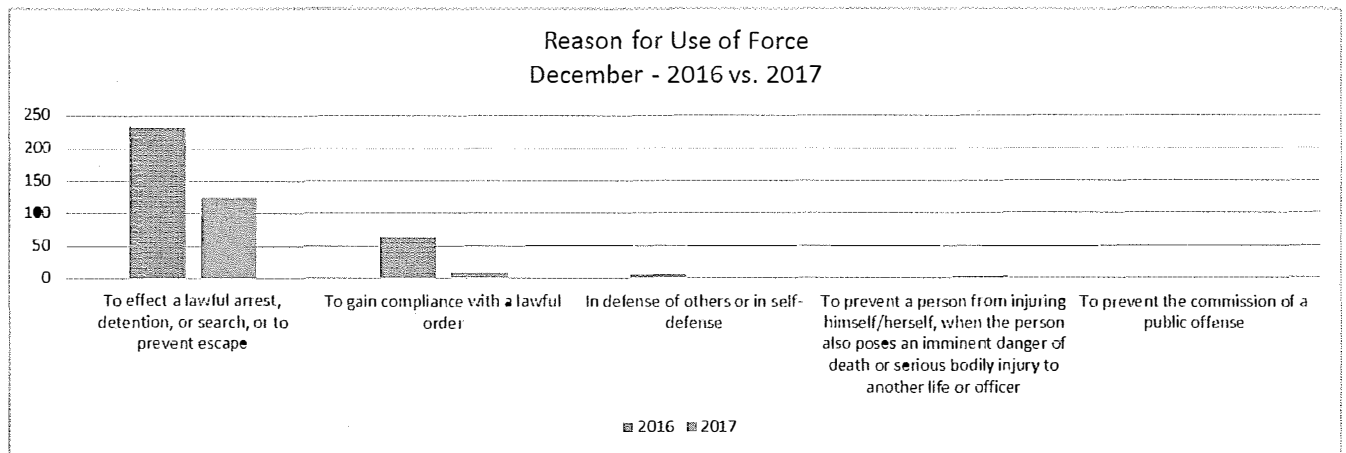 Reason for Use of Force
December - 2016 vs. 2017
250
200
150
100
50
0
To effect a lawful arrest,
detention, or search, or to
prevent escape
To gain compliance with a lawful
order
In defense of others or in self-
defense
To prevent a person from injuring
himself/herself, when the person
also poses an imminent danger of
death or serious bodily injury to
another life or officer
To prevent the commission of a
public offense
2016 2017